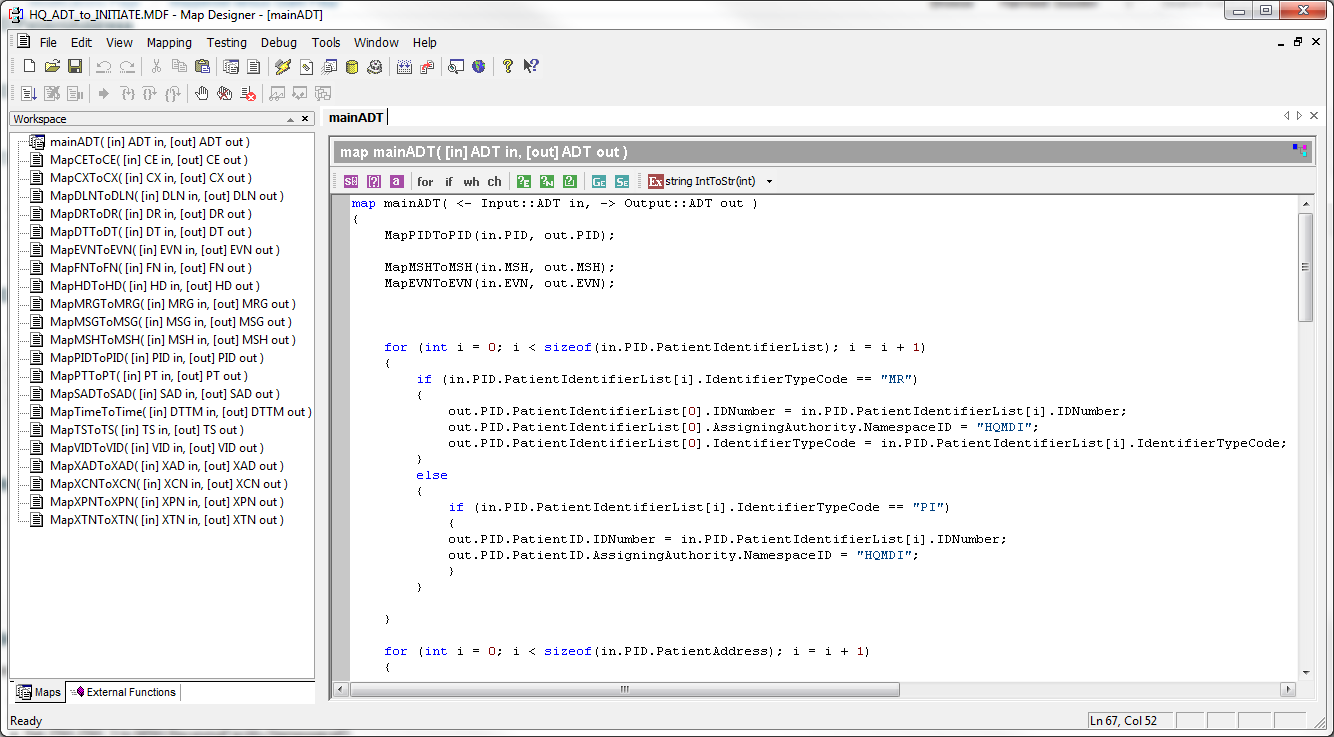 HQ_ADT_to_INITIATE.MDF - Map Designer - [mainADT]
File Edit View Mapping Testing Debug Tools Window Help
Workspace
mainADT( [in] ADT in, [out] ADT out )
MapCEToCE( [in] CE in, [out] CE out )
MapCXToCX( [in] CX in, [out] CX out )
MapDLNToDLN( [in] DLN in, [out] DLN out )
MapDRToDR( [in] DR in, [out] DR out )
MapDTToDT( [in] DT in, [out] DT out )
MapEVNToEVN( [in] EVN in, [out] EVN out )
MapFNToFN( [in] FN in, [out] FN out )
MapHDToHD( [in] HD in, [out] HD out )
MapMRGToMRG( [in] MRG in, [out] MRG out )
MapMSGToMSG( [in] MSG in, [out] MSG out )
MapMSHToMSH( [in] MSH in, [out] MSH out )
MapPIDToPID( [in] PID in, [out] PID out )
MapPTToPT( [in] PT in, [out] PT out )
MapSADToSAD( [in] SAD in, [out] SAD out )
MapTimeToTime( [in] DTTM in, [out] DTTM out )
MapTSToTS( [in] TS in, [out] TS out )
MapVIDToVID( [in] VID in, [out] VID out )
MapXADToXAD( [in] XAD in, [out] XAD out )
MapXCNToXCN( [in] XCN in, [out] XCN out )
MapXPNToXPN( [in] XPN in, [out] XPN out )
MapXTNToXTN( [in] XTN in, [out] XTN out )
Maps External Functions
mainADT
map mainADT( [in] ADT in, [out] ADT out )
for if wh ch ?E ?N GE SE Ex string IntToStr(int)
map mainADT( <- Input::ADT in, -> Output::ADT out )
{
MapPIDToPID(in.PID, out.PID);
MapMSHToMSH(in.MSH, out.MSH);
MapEVNToEVN(in.EVN, out.EVN);
for (int i = 0; i < sizeof(in.PID.PatientIdentifierList); i = i + 1)
{
if (in.PID.PatientIdentifierList[i].IdentifierTypeCode == "MR")
{
out.PID.PatientIdentifierList[0].IDNumber = in.PID.PatientIdentifierList[i].IDNumber;
out.PID.PatientIdentifierList[0].AssigningAuthority.NamespaceID = "HQMDI";
out.PID.PatientIdentifierList[0].IdentifierTypeCode = in.PID.PatientIdentifierList[i].IdentifierTypeCode;
}
else
{
if (in.PID.PatientIdentifierList[i].IdentifierTypeCode == "PI")
{
out.PID.PatientID.IDNumber = in.PID.PatientIdentifierList[i].IDNumber;
out.PID.PatientID.AssigningAuthority.NamespaceID = "HQMDI";
}
}
}
for (int i = 0; i < sizeof(in.PID.PatientAddress); i = i + 1)
{
Ready
Ln 67, Col 52